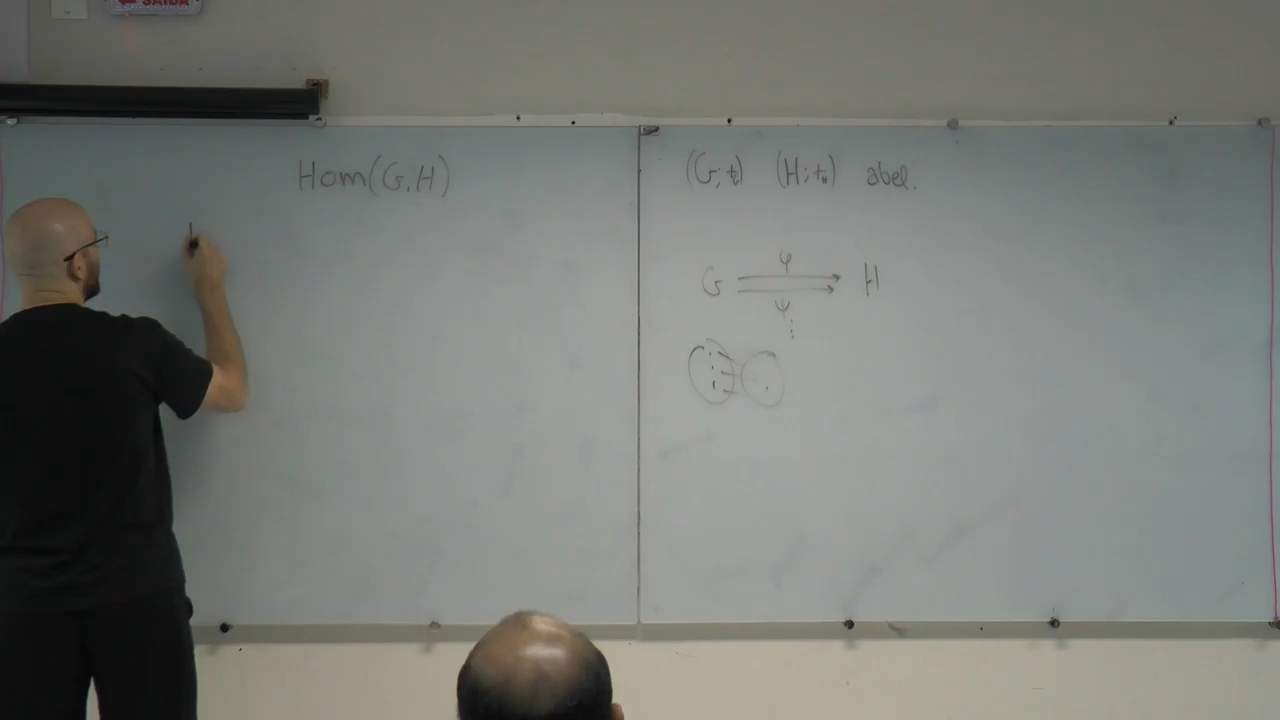 SAÍDA
Hom(G,H)
(G;+) (H;+ₕ) abel.
φ
G H
ψ